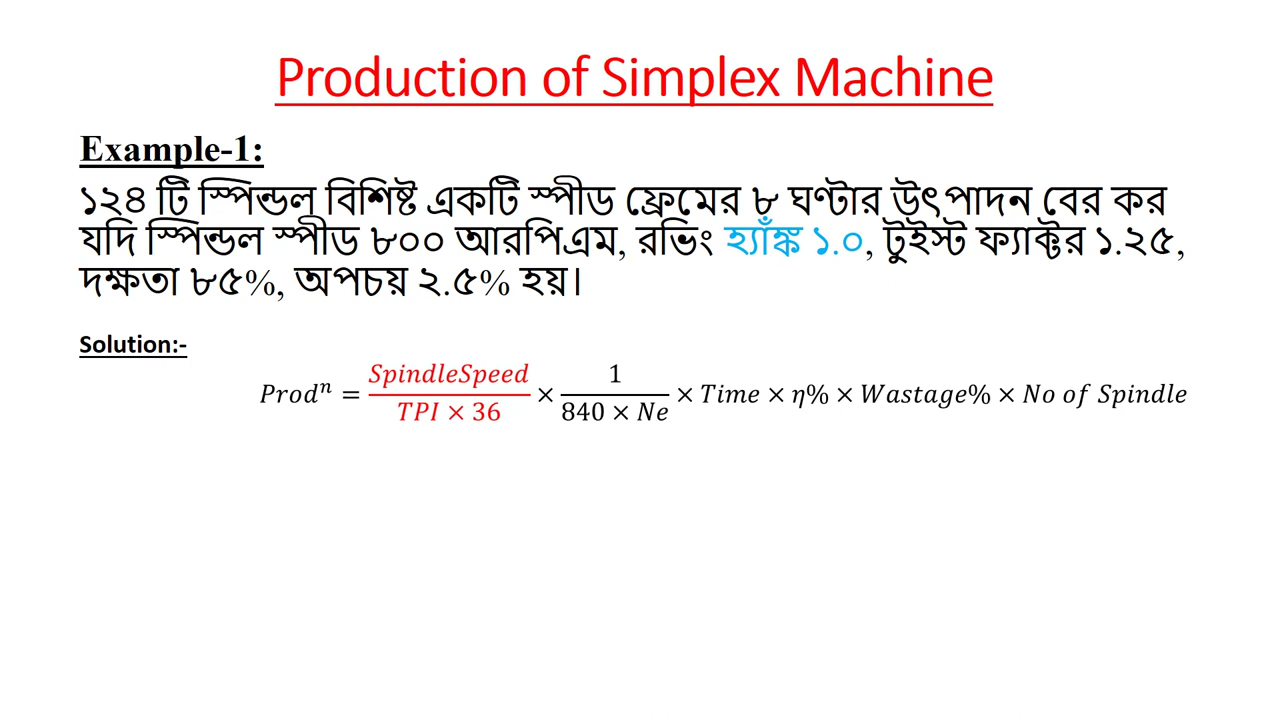 Production of Simplex Machine
Example-1:
১২৪ টি স্পিন্ডল বিশিষ্ট একটি স্পীড ফ্রেমের ৮ ঘণ্টার উৎপাদন বের কর
যদি স্পিন্ডল স্পীড ৮০০ আরপিএম, রভিং হ্যাঁঙ্ক ১.০, টুইস্ট ফ্যাক্টর ১.২৫,
দক্ষতা ৮৫%, অপচয় ২.৫% হয়।
Solution:-
Prodⁿ = SpindleSpeed / TPI × 36 × 1 / 840 × Ne × Time × η% × Wastage% × No of Spindle